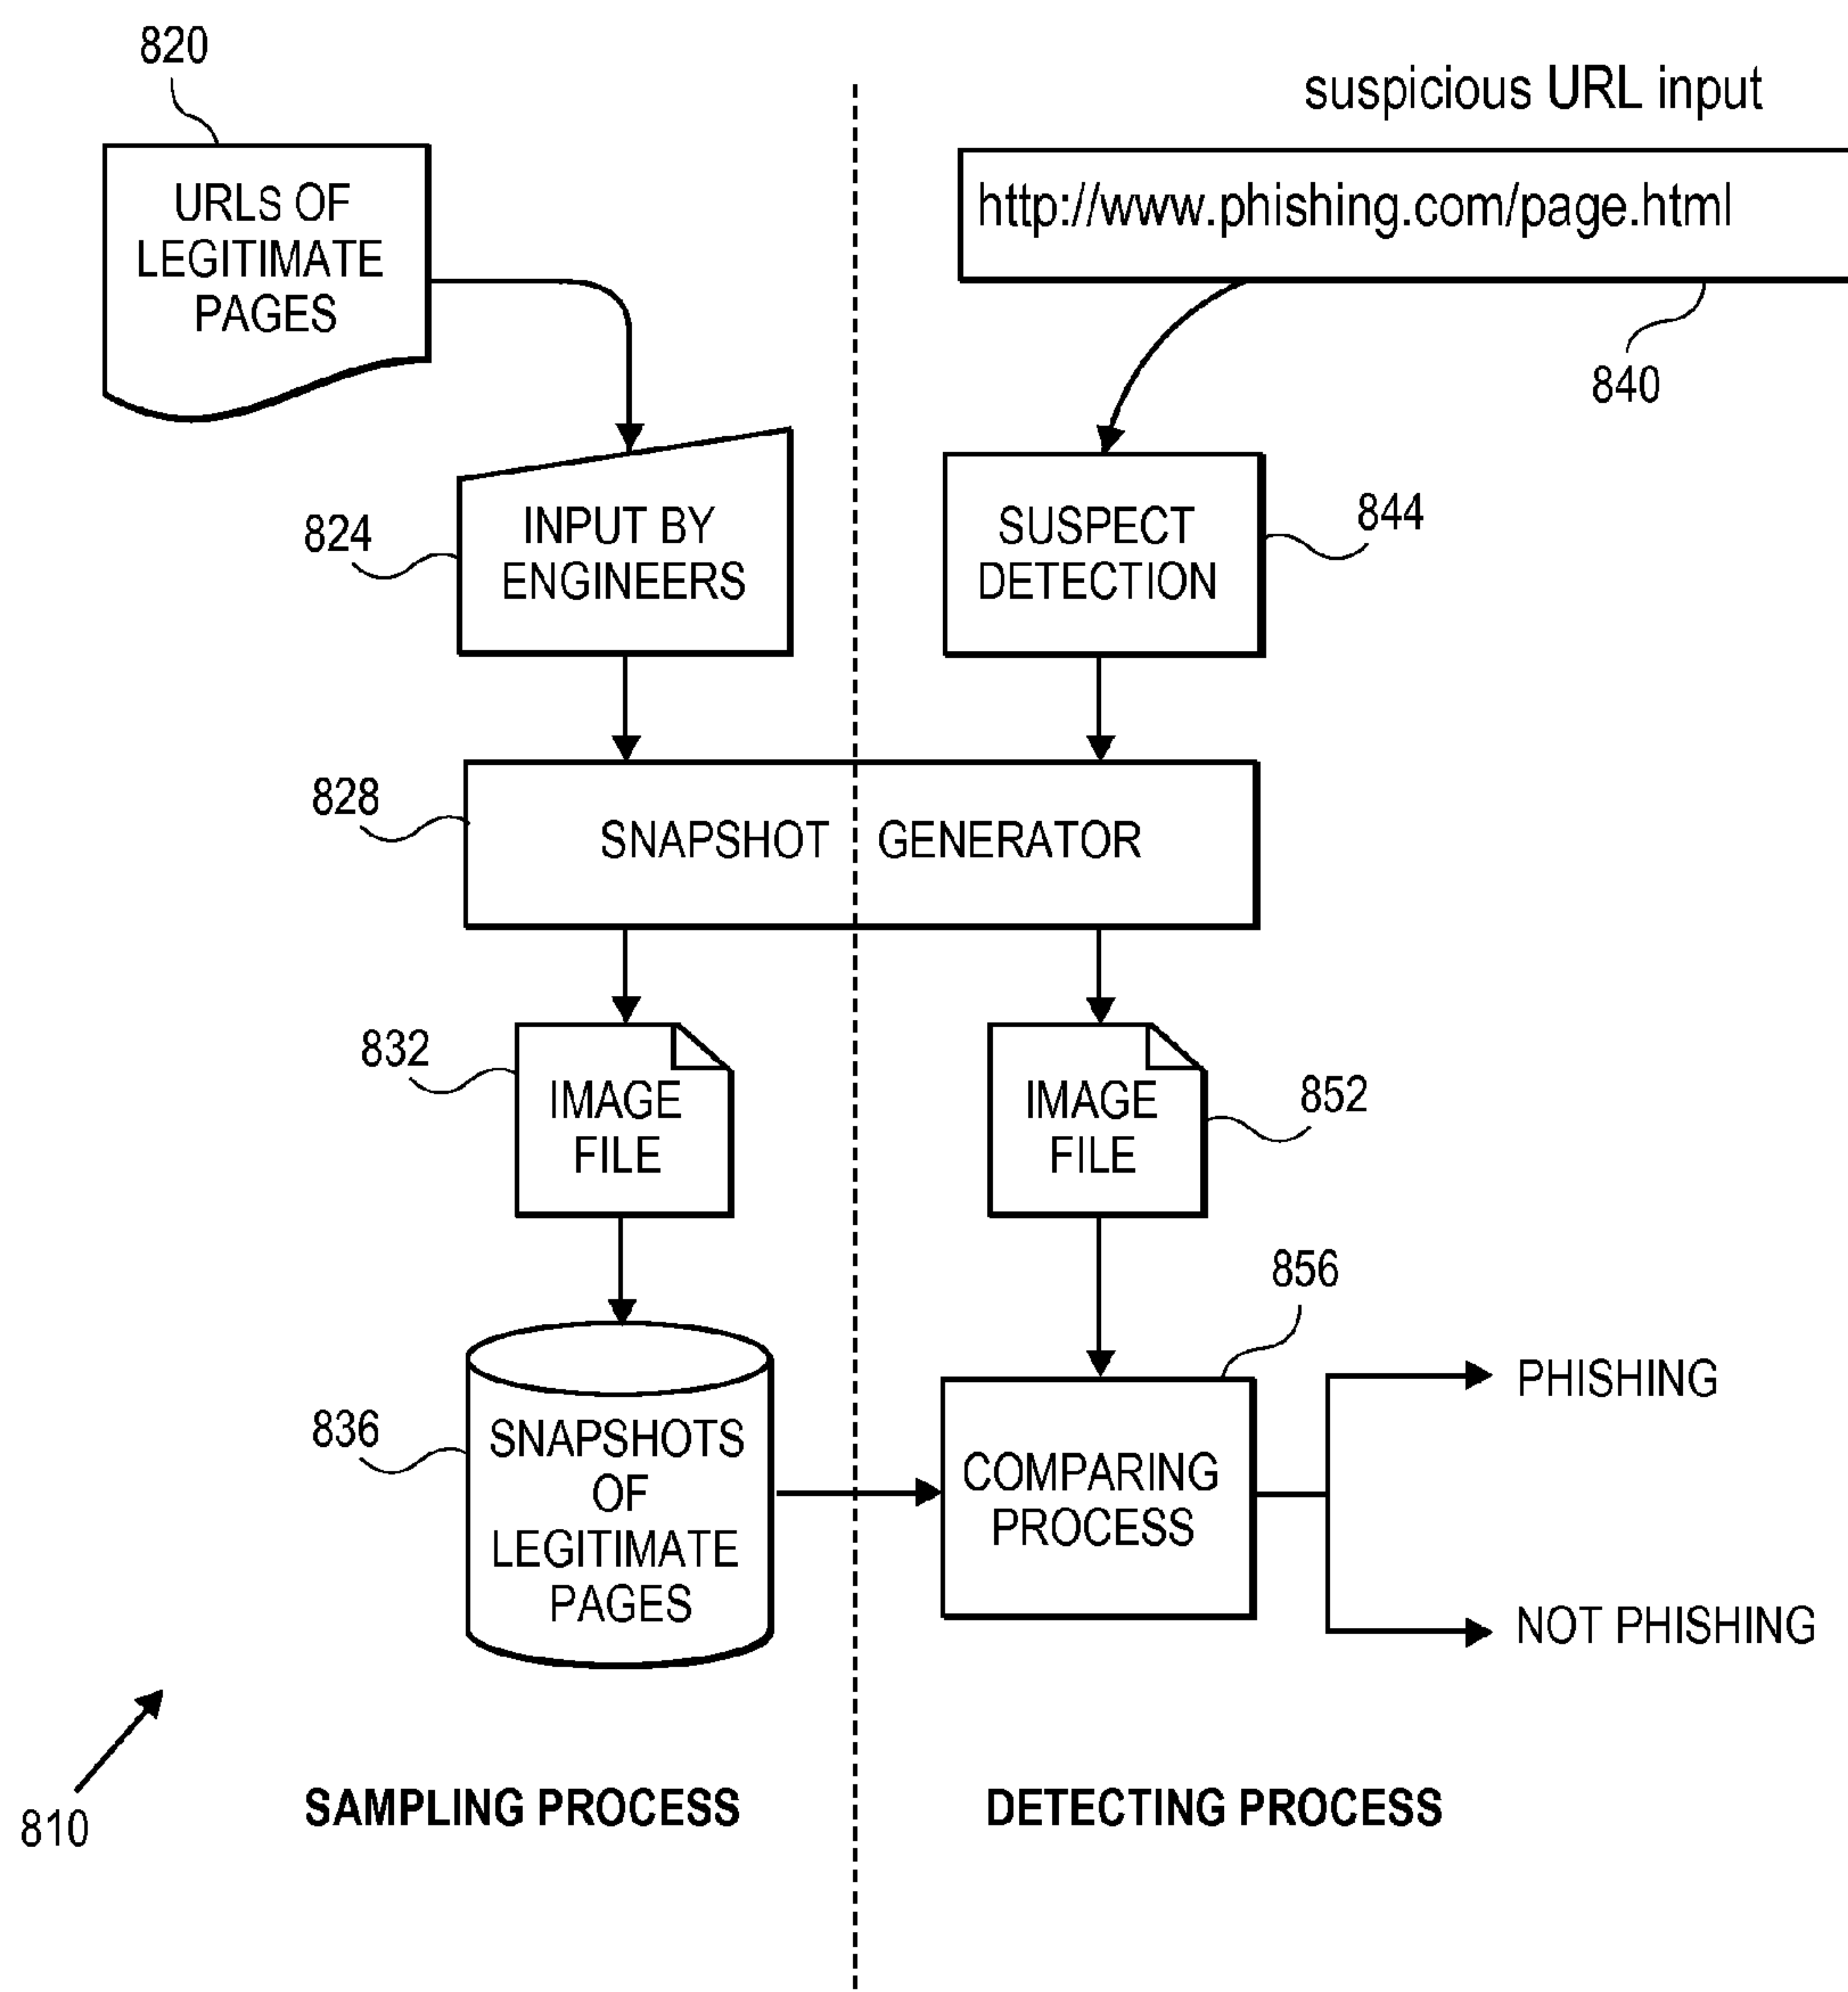 820
URLS OF
LEGITIMATE
PAGES
suspicious URL input
http://www.phishing.com/page.html
840
824
INPUT BY
ENGINEERS
SUSPECT
DETECTION
844
828
SNAPSHOT GENERATOR
832
IMAGE
FILE
IMAGE
FILE
852
836
SNAPSHOTS
OF
LEGITIMATE
PAGES
856
COMPARING
PROCESS
PHISHING
NOT PHISHING
810
SAMPLING PROCESS
DETECTING PROCESS